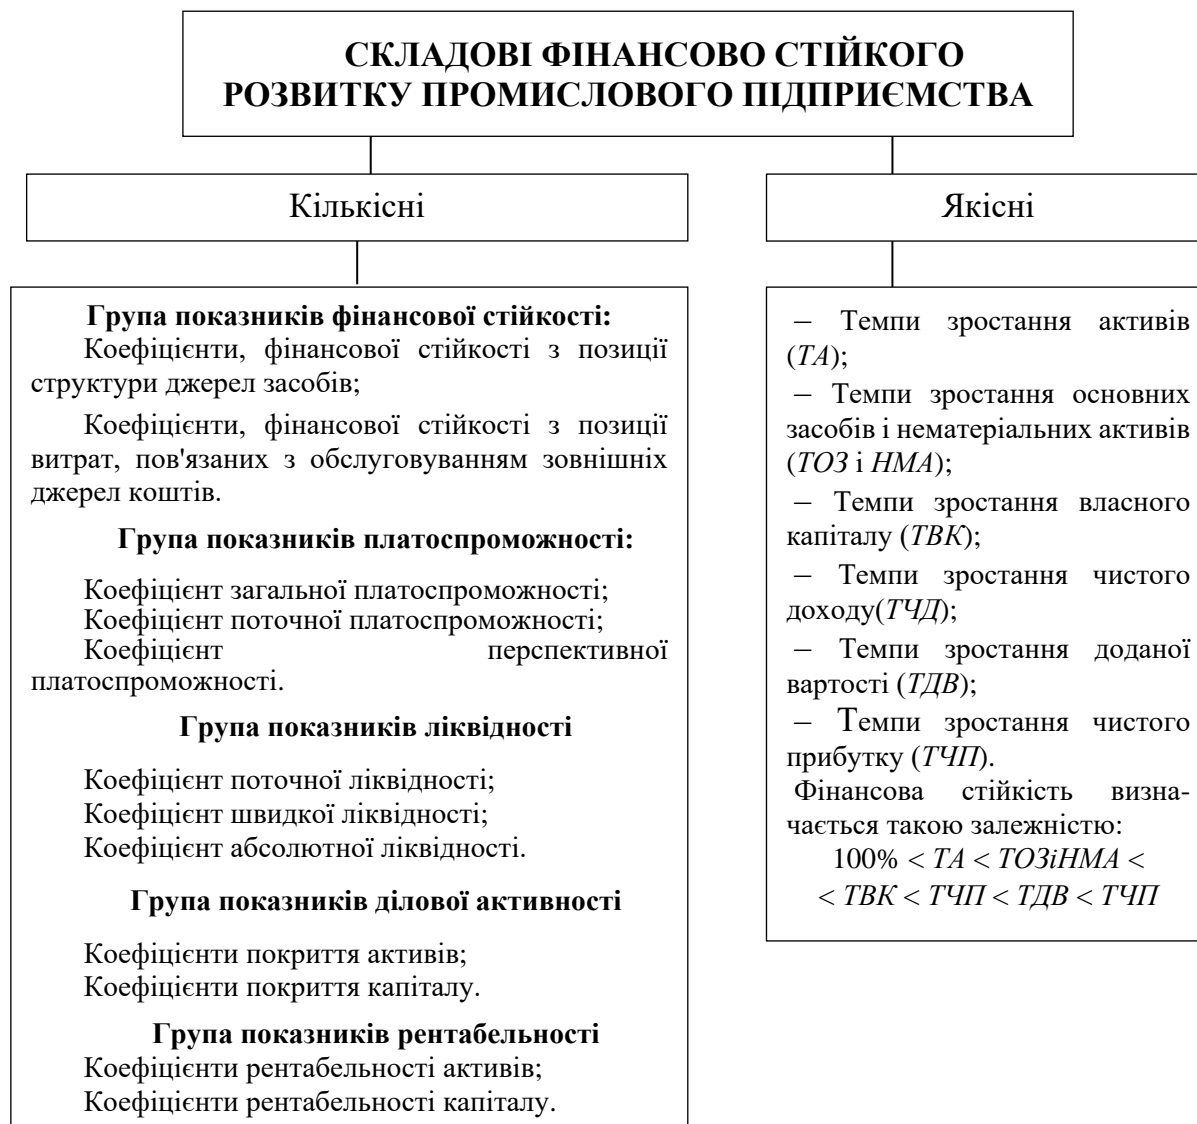 СКЛАДОВІ ФІНАНСОВО СТІЙКОГО
РОЗВИТКУ ПРОМИСЛОВОГО ПІДПРИЄМСТВА
Кількісні
Група показників фінансової стійкості:
Коефіцієнти, фінансової стійкості з позиції
структури джерел засобів;
Коефіцієнти, фінансової стійкості з позиції
витрат, пов'язаних з обслуговуванням зовнішніх
джерел коштів.
Група показників платоспроможності:
Коефіцієнт загальної платоспроможності;
Коефіцієнт поточної платоспроможності;
Коефіцієнт перспективної
платоспроможності.
Група показників ліквідності
Коефіцієнт поточної ліквідності;
Коефіцієнт швидкої ліквідності;
Коефіцієнт абсолютної ліквідності.
Група показників ділової активності
Коефіцієнти покриття активів;
Коефіцієнти покриття капіталу.
Група показників рентабельності
Коефіцієнти рентабельності активів;
Коефіцієнти рентабельності капіталу.
Якісні
– Темпи зростання активів
(ТА);
– Темпи зростання основних
засобів і нематеріальних активів
(ТОЗ і НМА);
– Темпи зростання власного
капіталу (ТВК);
– Темпи зростання чистого
доходу(ТЧД);
– Темпи зростання доданої
вартості (ТДВ);
– Темпи зростання чистого
прибутку (ТЧП).
Фінансова стійкість визна-
чається такою залежністю:
100% < ТА < ТОЗіНМА <
< ТВК < ТЧП < ТДВ < ТЧП